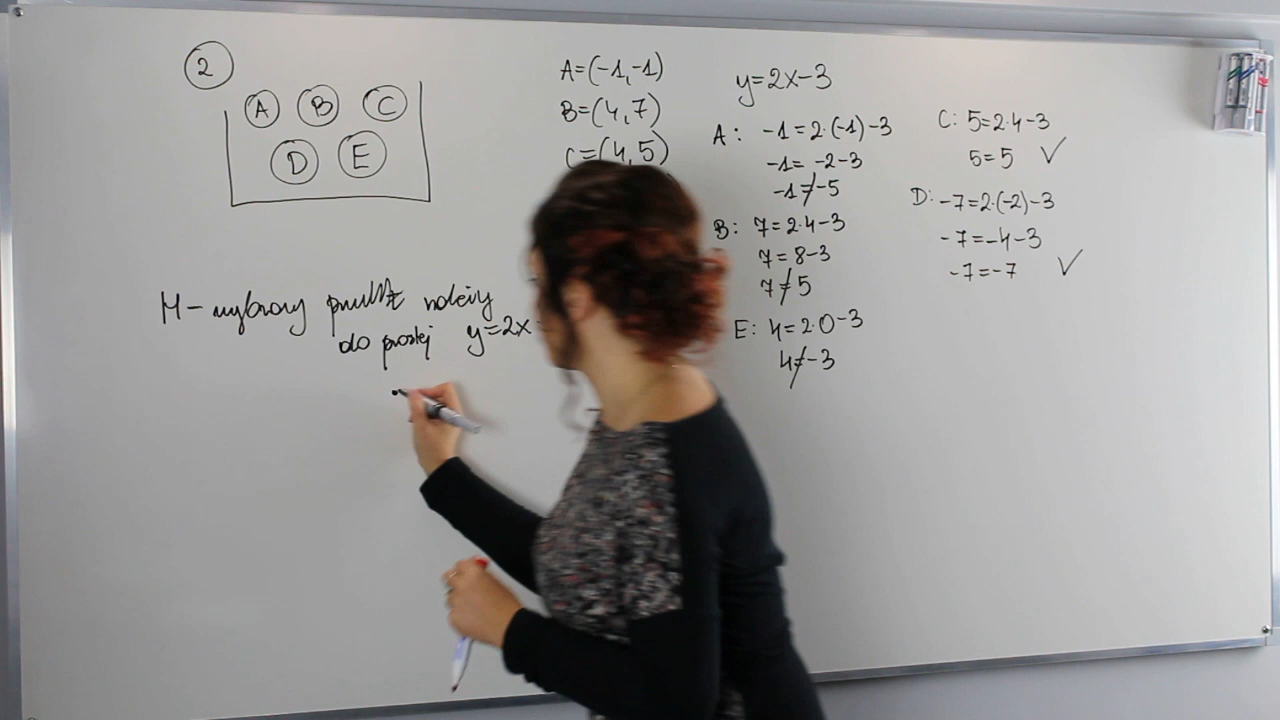 2
A B C
D E
A=(-1,-1)
B=(4,7)
C=(4,5)
M-wybrany punkt należy
do prostej y=2x
y=2x-3
A: -1=2·(-1)-3
-1=-2-3
-1≠-5
B: 7=2·4-3
7=8-3
7≠5
E: 4=2·0-3
4≠-3
C: 5=2·4-3
5=5 ✓
D: -7=2·(-2)-3
-7=-4-3
-7=-7 ✓